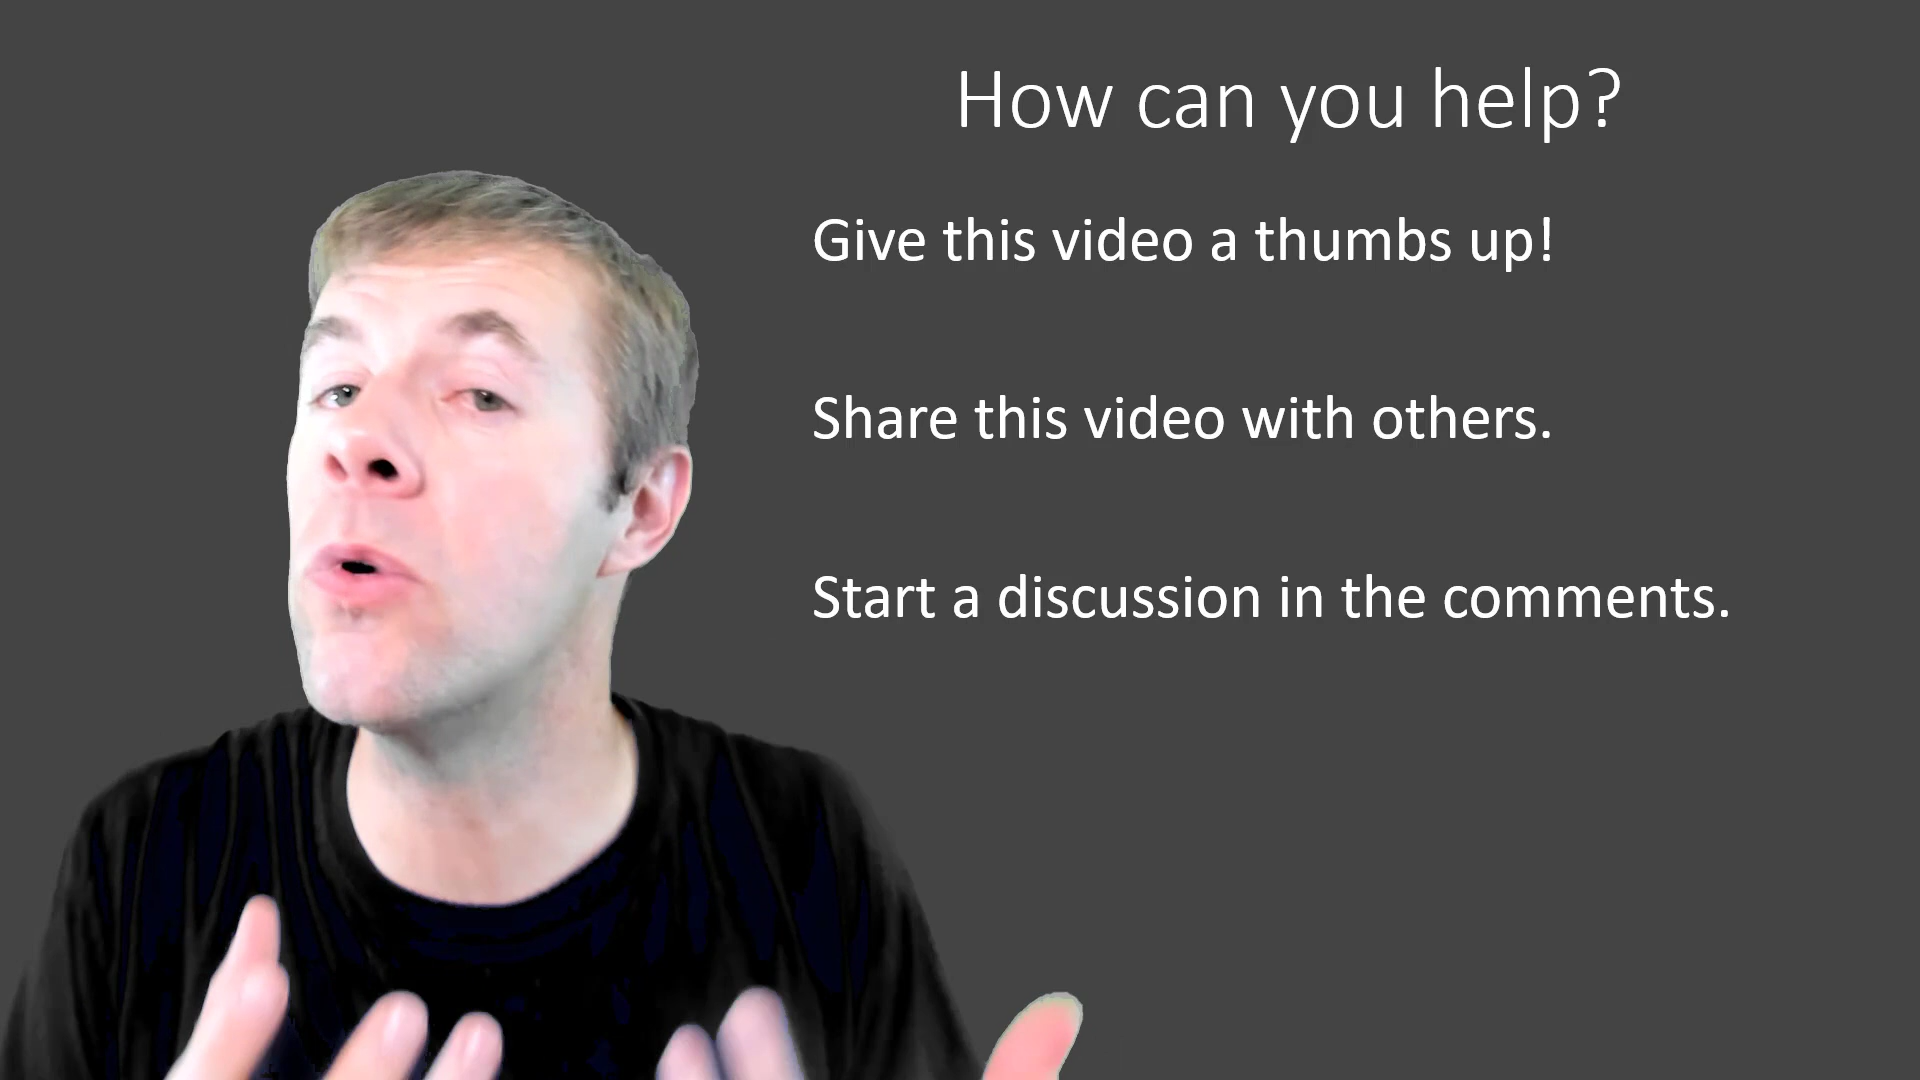 How can you help?
Give this video a thumbs up!
Share this video with others.
Start a discussion in the comments.